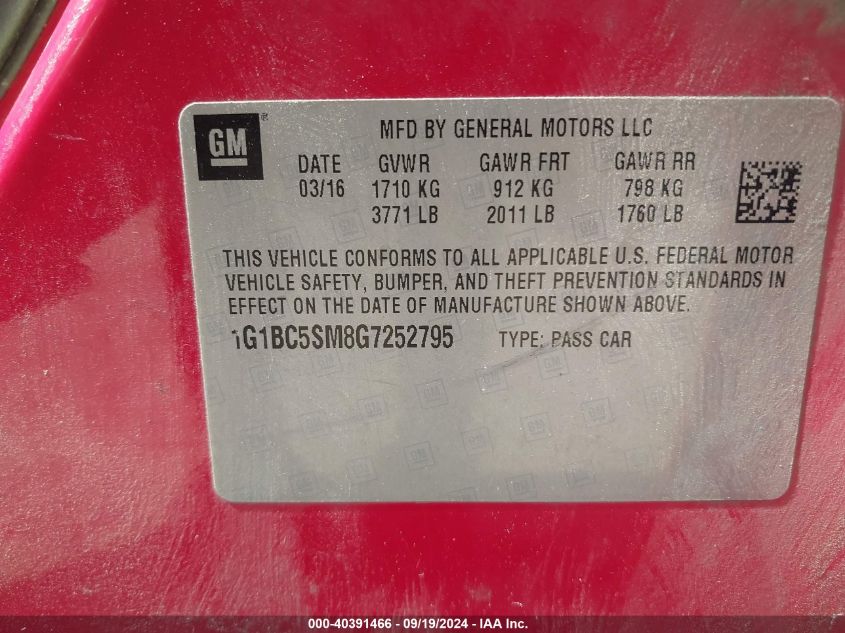 GM®
MFD BY GENERAL MOTORS LLC
DATE GVWR GAWR FRT GAWR RR
03/16 1710 KG 912 KG 798 KG
3771 LB 2011 LB 1760 LB
THIS VEHICLE CONFORMS TO ALL APPLICABLE U.S. FEDERAL MOTOR
VEHICLE SAFETY, BUMPER, AND THEFT PREVENTION STANDARDS IN
EFFECT ON THE DATE OF MANUFACTURE SHOWN ABOVE.
1G1BC5SM8G7252795 TYPE: PASS CAR
000-40391466 - 09/19/2024 - IAAI.com